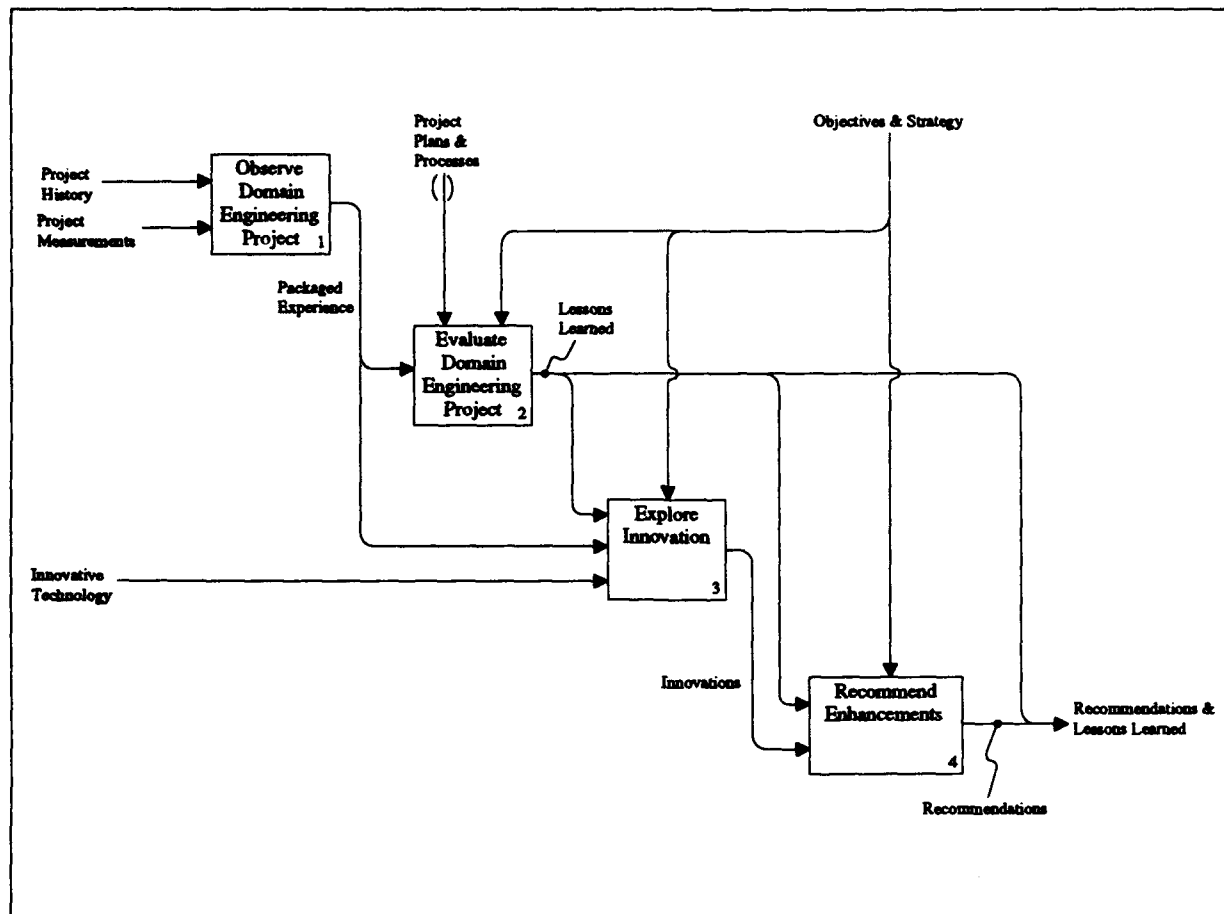 Project
Plans &
Processes
( )
Objectives & Strategy
Project
History
Project
Measurements
Observe
Domain
Engineering
Project
1
Packaged
Experience
Lessons
Learned
Evaluate
Domain
Engineering
Project
2
Explore
Innovation
3
Innovative
Technology
Innovations
Recommend
Enhancements
4
Recommendations &
Lessons Learned
Recommendations